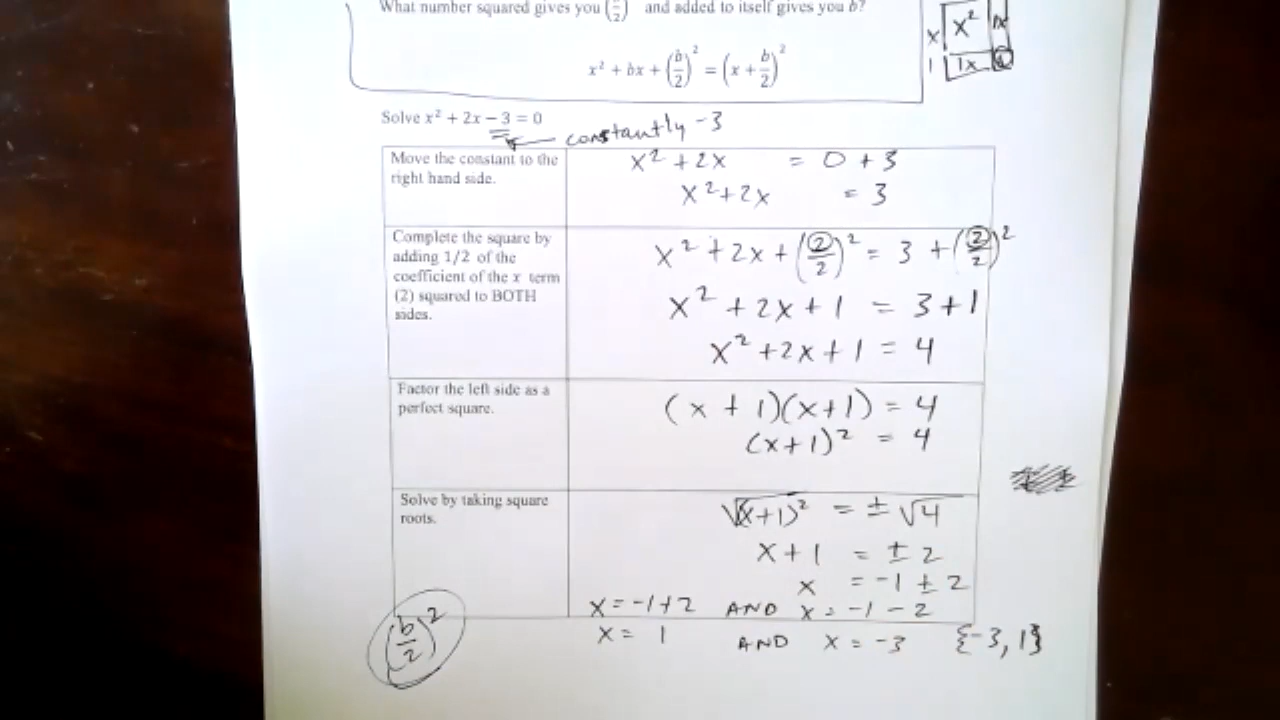 What number squared gives you (b/2)² and added to itself gives you b?
x² + bx + (b/2)² = (x + b/2)²
x x² 1x
1 1x 1
Solve x² + 2x − 3 = 0
constantly -3
Move the constant to the
right hand side.
x² + 2x = 0 + 3
x² + 2x = 3
Complete the square by
adding 1/2 of the
coefficient of the x term
(2) squared to BOTH
sides.
x² + 2x + (2/2)² = 3 + (2/2)²
x² + 2x + 1 = 3 + 1
x² + 2x + 1 = 4
Factor the left side as a
perfect square.
(x + 1)(x + 1) = 4
(x + 1)² = 4
Solve by taking square
roots.
√(x+1)² = ± √4
x + 1 = ± 2
x = -1 ± 2
x = -1 + 2 AND x = -1 - 2
x = 1 AND x = -3 {-3, 1}
(b/2)²